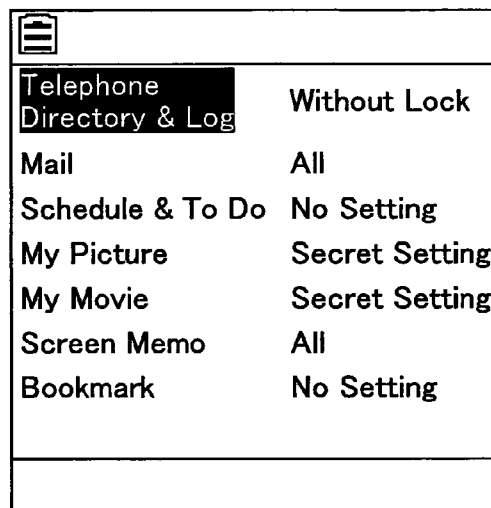 Telephone
Directory & Log Without Lock
Mail All
Schedule & To Do No Setting
My Picture Secret Setting
My Movie Secret Setting
Screen Memo All
Bookmark No Setting